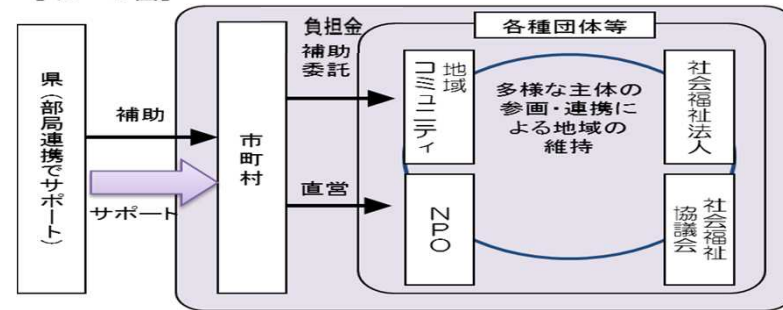 県(部局連携でサポート)
補助
サポート
市町村
負担金
補助
委託
直営
各種団体等
地域
コミュニティ
多様な主体の
参画・連携に
よる地域の
維持
社会福祉法人
NPO
社会福祉
協議会